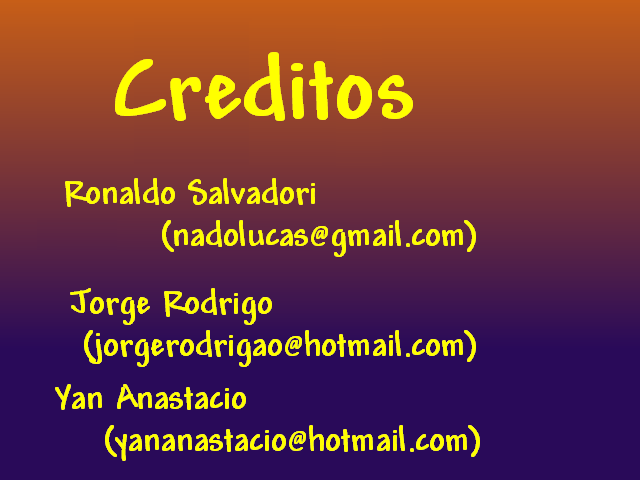 Creditos
Ronaldo Salvadori
(nadolucas@gmail.com)
Jorge Rodrigo
(jorgerodrigao@hotmail.com)
Yan Anastacio
(yananastacio@hotmail.com)